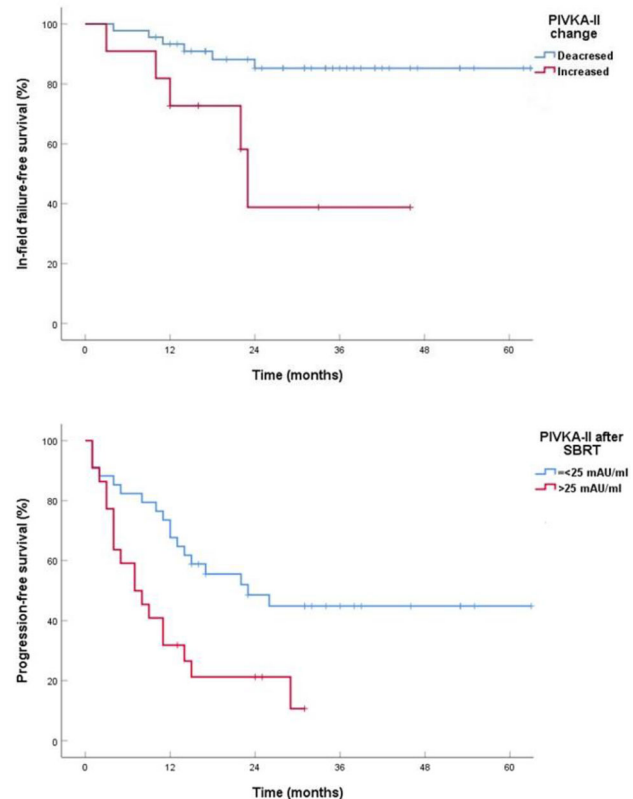 PIVKA-II
change
Deacresed
Increased
In-field failure-free survival (%)
100
80
60
40
20
0
0 12 24 36 48 60
Time (months)
PIVKA-II after
SBRT
=<25 mAU/ml
>25 mAU/ml
Progression-free survival (%)
100
80
60
40
20
0
0 12 24 36 48 60
Time (months)